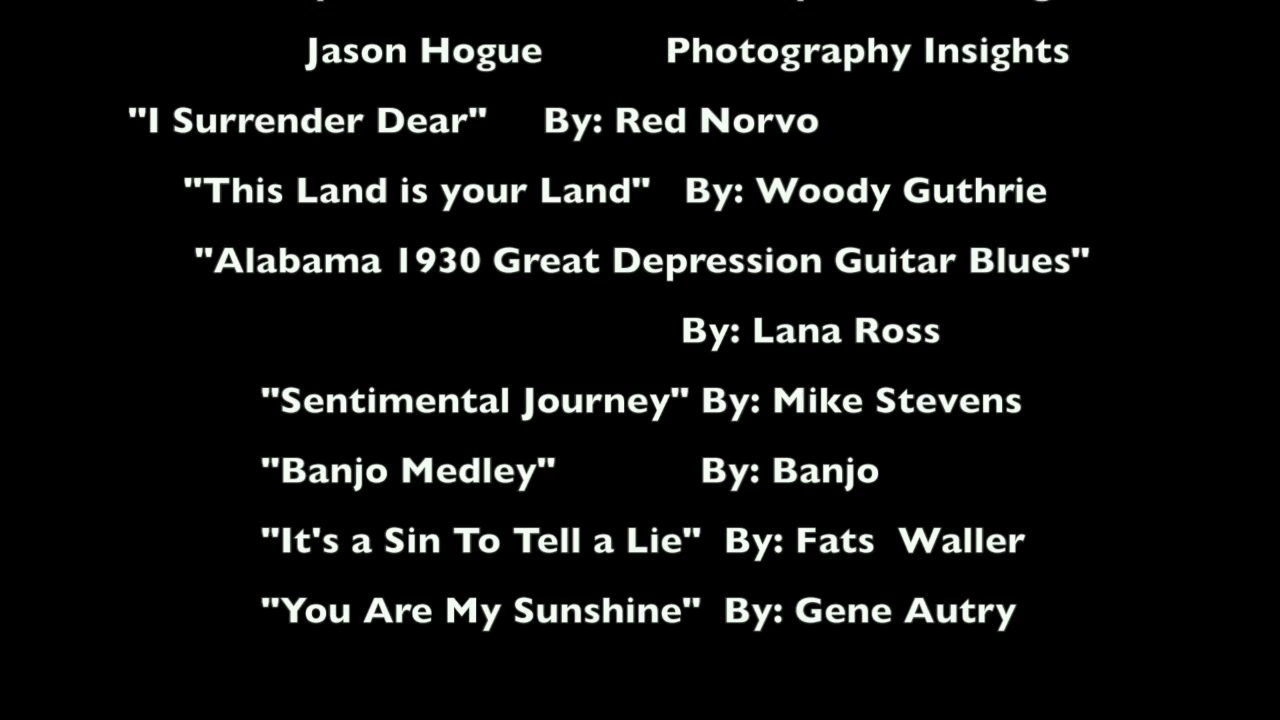 Jason Hogue Photography Insights
"I Surrender Dear" By: Red Norvo
"This Land is your Land" By: Woody Guthrie
"Alabama 1930 Great Depression Guitar Blues"
By: Lana Ross
"Sentimental Journey" By: Mike Stevens
"Banjo Medley" By: Banjo
"It's a Sin To Tell a Lie" By: Fats Waller
"You Are My Sunshine" By: Gene Autry